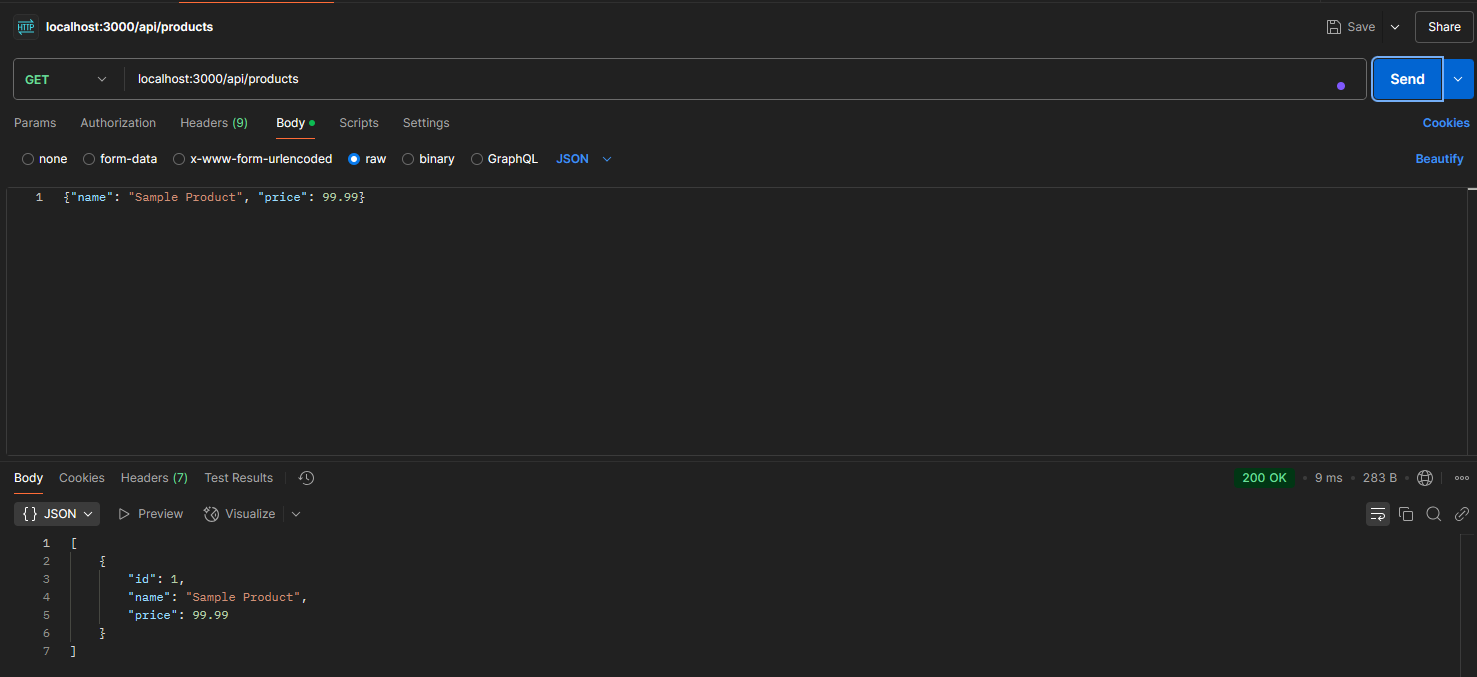 HTTP localhost:3000/api/products Save Share
GET localhost:3000/api/products Send
Params Authorization Headers (9) Body Scripts Settings Cookies
none form-data x-www-form-urlencoded raw binary GraphQL JSON Beautify
1 {"name": "Sample Product", "price": 99.99}
Body Cookies Headers (7) Test Results 200 OK 9 ms 283 B
{} JSON Preview Visualize
1 [
2 {
3 "id": 1,
4 "name": "Sample Product",
5 "price": 99.99
6 }
7 ]